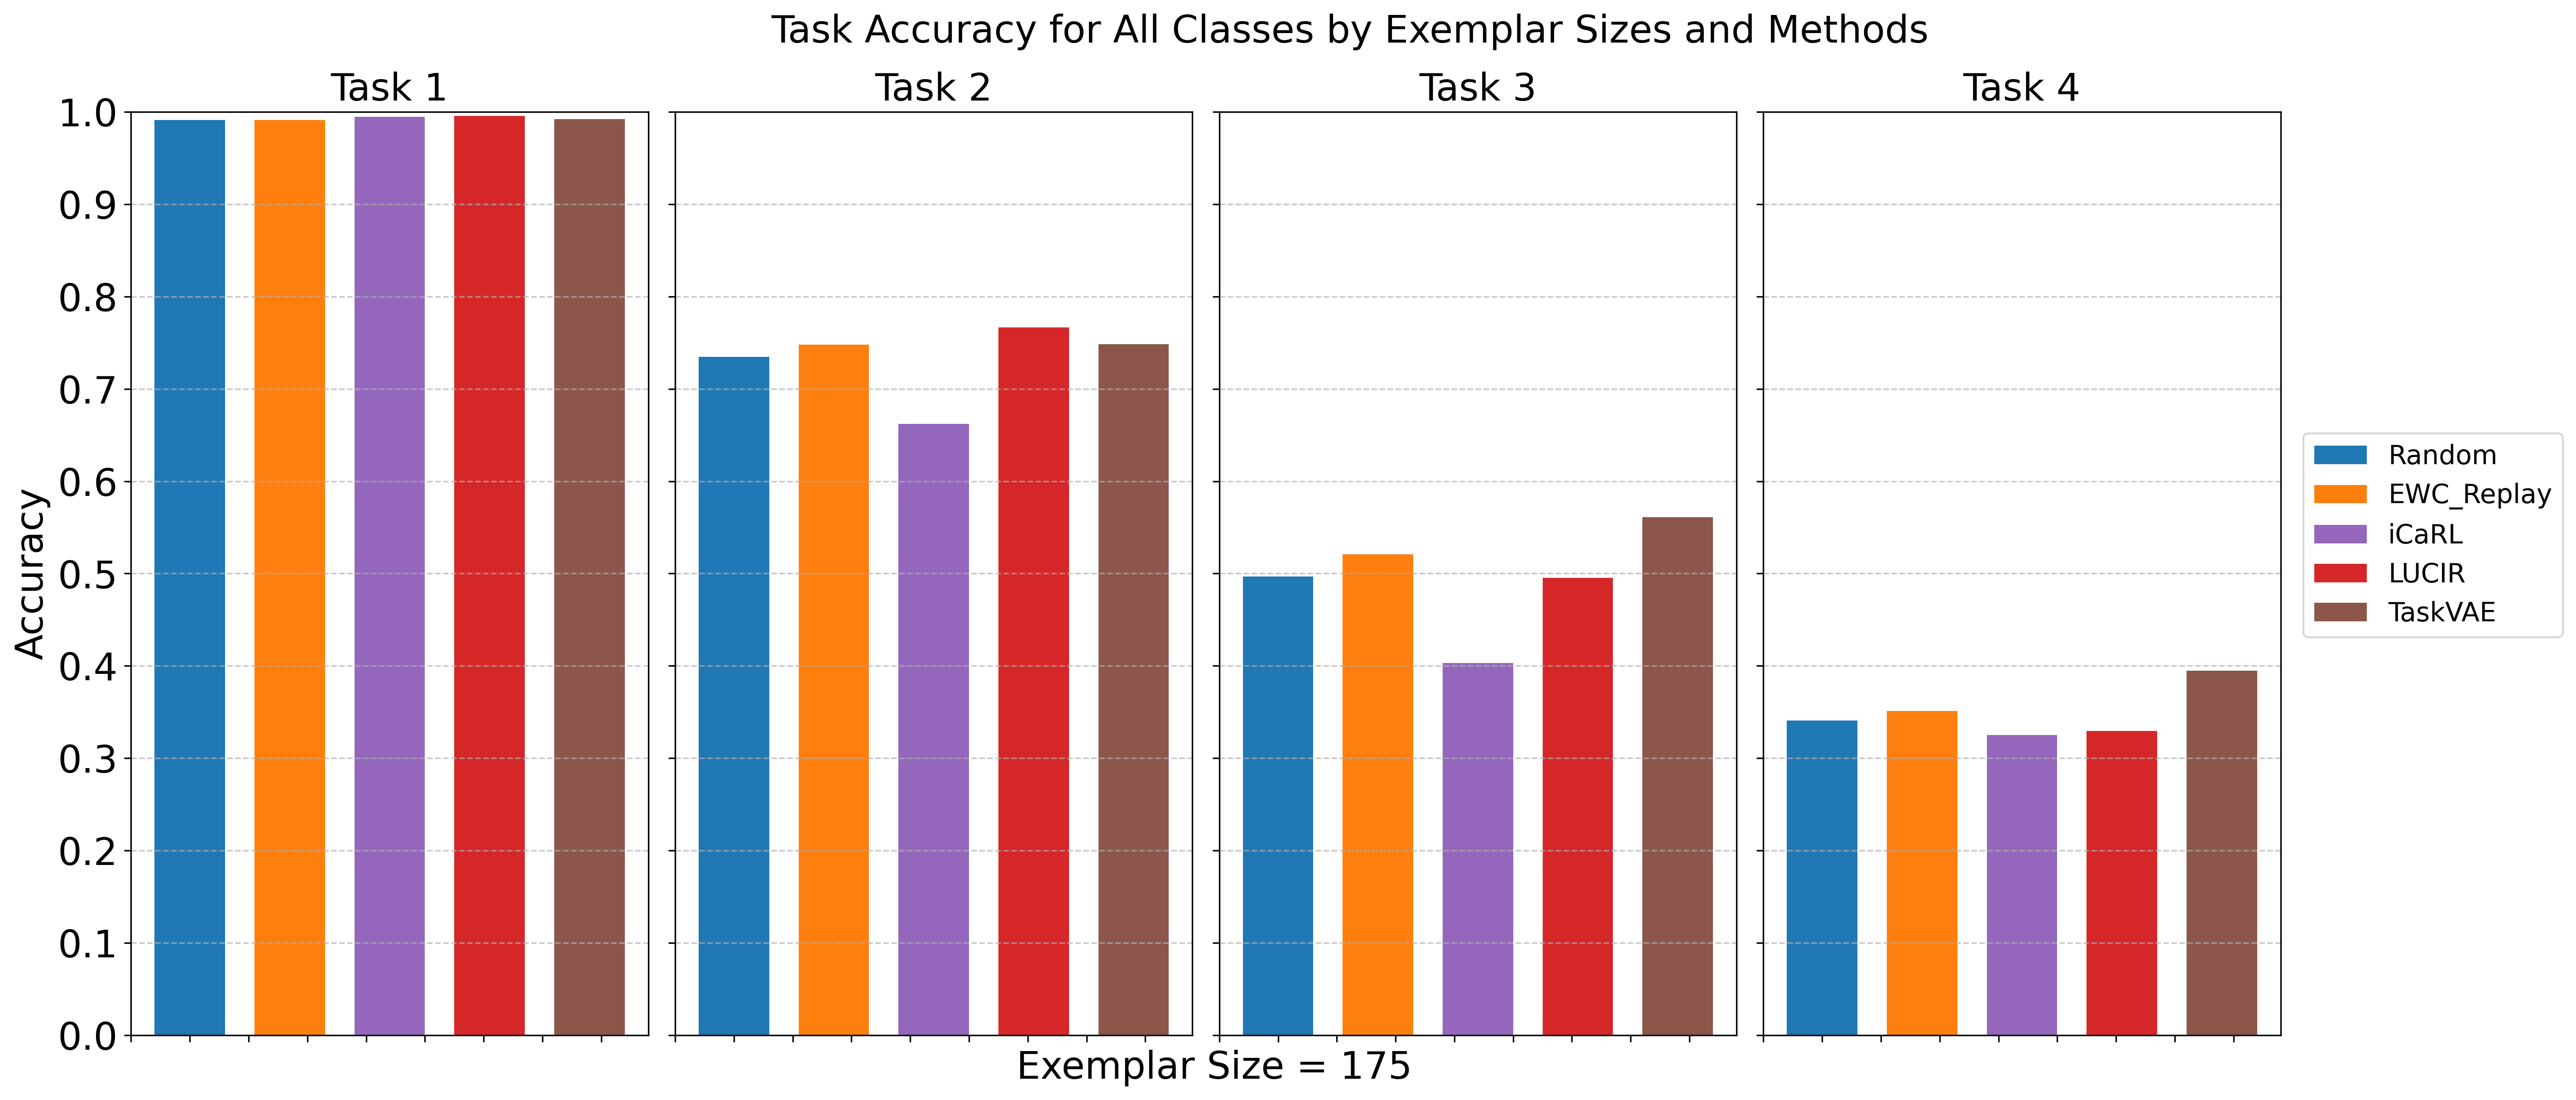 Task Accuracy for All Classes by Exemplar Sizes and Methods
Task 1
Task 2
Task 3
Task 4
1.0
0.9
0.8
0.7
0.6
0.5
0.4
0.3
0.2
0.1
0.0
Accuracy
Exemplar Size = 175
Random
EWC_Replay
iCaRL
LUCIR
TaskVAE